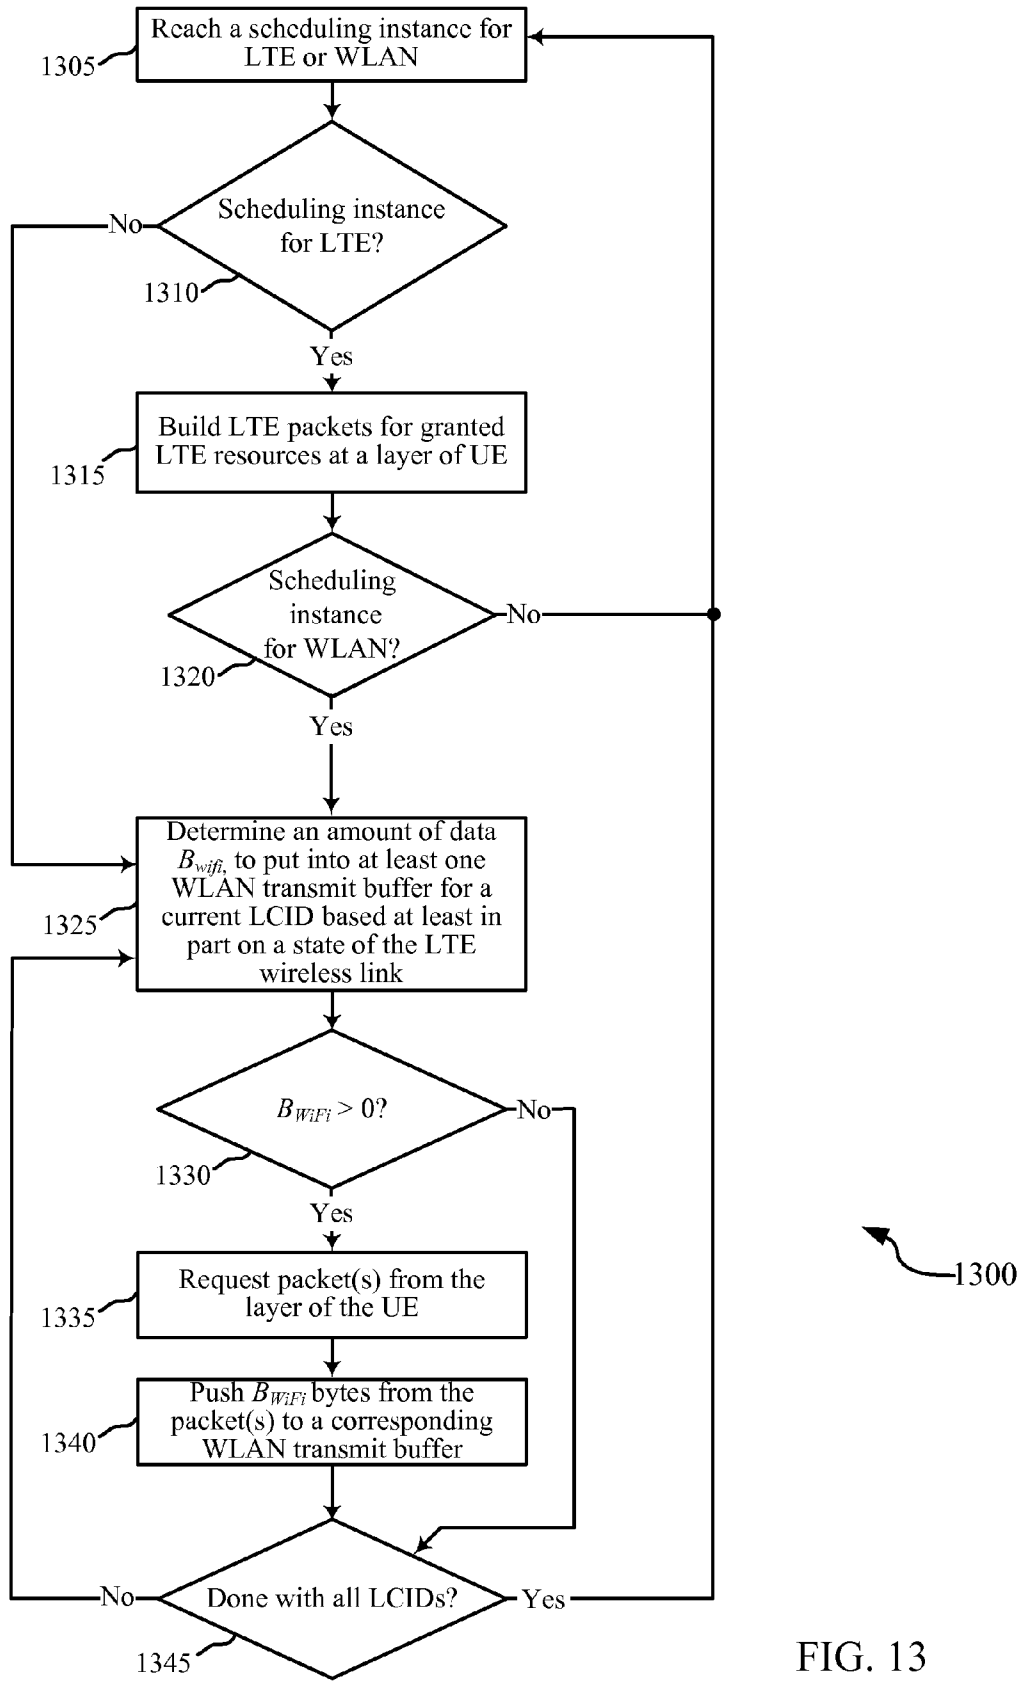 Reach a scheduling instance for
LTE or WLAN
1305
Scheduling instance
for LTE?
No
1310
Yes
Build LTE packets for granted
LTE resources at a layer of UE
1315
Scheduling
instance
for WLAN?
No
1320
Yes
Determine an amount of data
Bwifi, to put into at least one
WLAN transmit buffer for a
current LCID based at least in
part on a state of the LTE
wireless link
1325
BWiFi > 0?
No
1330
Yes
Request packet(s) from the
layer of the UE
1335
1300
Push BWiFi bytes from the
packet(s) to a corresponding
WLAN transmit buffer
1340
Done with all LCIDs?
No
Yes
1345
FIG. 13